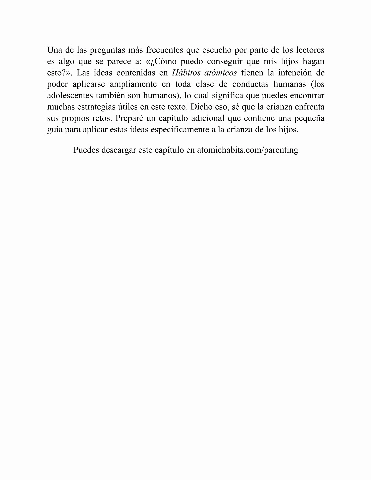 Una de las preguntas más frecuentes que escucho por parte de los lectores
es algo que se parece a: «¿Cómo puedo conseguir que mis hijos hagan
esto?». Las ideas contenidas en Hábitos atómicos tienen la intención de
poder aplicarse ampliamente en toda clase de conductas humanas (los
adolescentes también son humanos), lo cual significa que puedes encontrar
muchas estrategias útiles en este texto. Dicho eso, sé que la crianza enfrenta
sus propios retos. Preparé un capítulo adicional que contiene una pequeña
guía para aplicar estas ideas específicamente a la crianza de los hijos.
Puedes descargar este capítulo en atomichabits.com/parenting